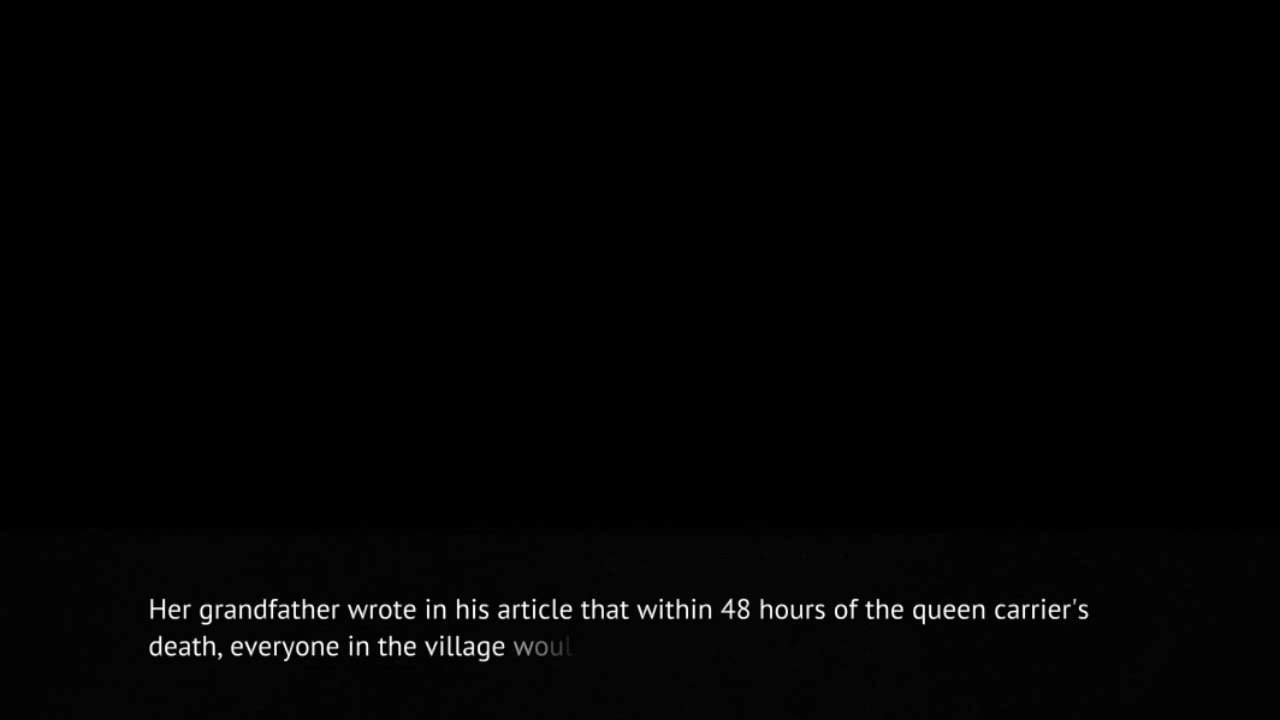 Her grandfather wrote in his article that within 48 hours of the queen carrier's
death, everyone in the village woul